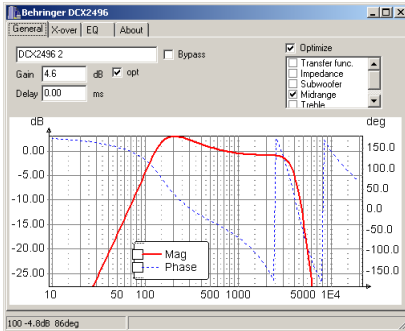 Behringer DCX2496
General X-over EQ About
DCX2496 2
Bypass
Optimize
Gain 4.6 dB opt
Delay 0.00 ms
Transfer func.
Impedance
Subwoofer
Midrange
Treble
dB
deg
0.00
-5.00
-10.00
-15.00
-20.00
-25.00
150.0
100.0
50.0
0.0
-50.0
-100.0
-150.0
Mag
Phase
10 50 100 500 1000 5000 1E4
100 -4.8dB 86deg